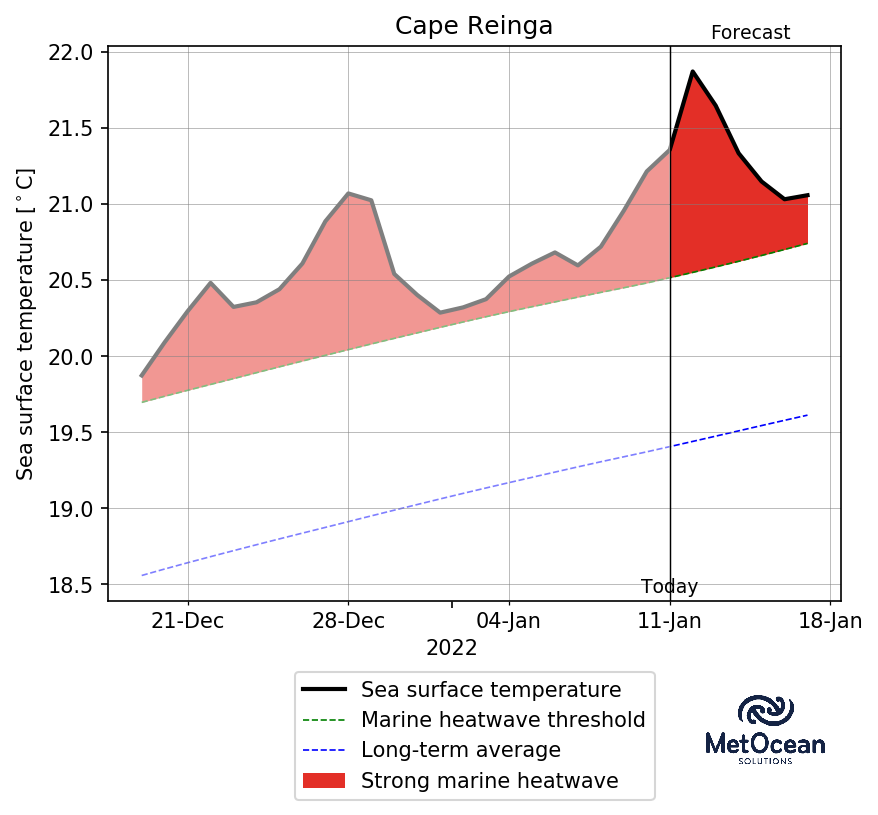 Cape Reinga
Forecast
Sea surface temperature [°C]
22.0
21.5
21.0
20.5
20.0
19.5
19.0
18.5
Today
21-Dec 28-Dec 04-Jan 11-Jan 18-Jan
2022
Sea surface temperature
Marine heatwave threshold
Long-term average
Strong marine heatwave
MetOcean
SOLUTIONS